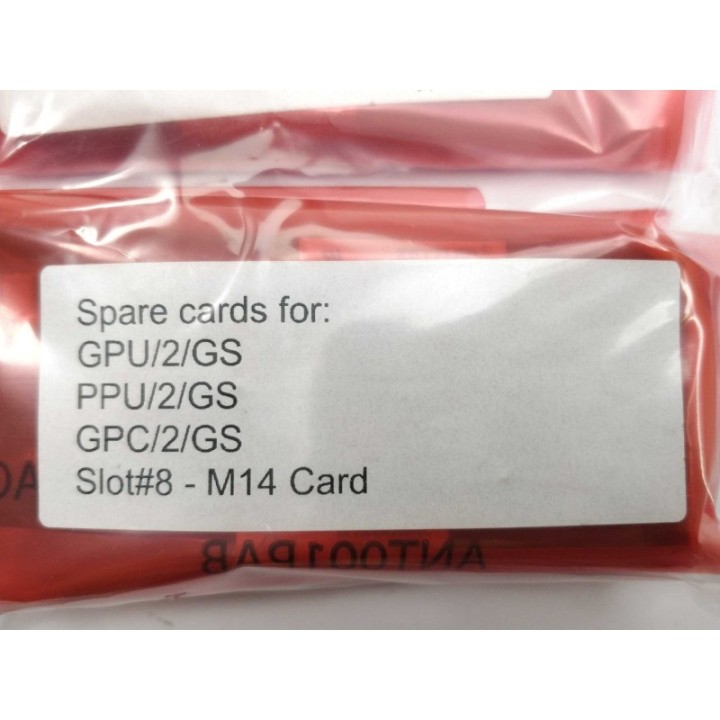 Spare cards for:
GPU/2/GS
PPU/2/GS
GPC/2/GS
Slot#8 - M14 Card